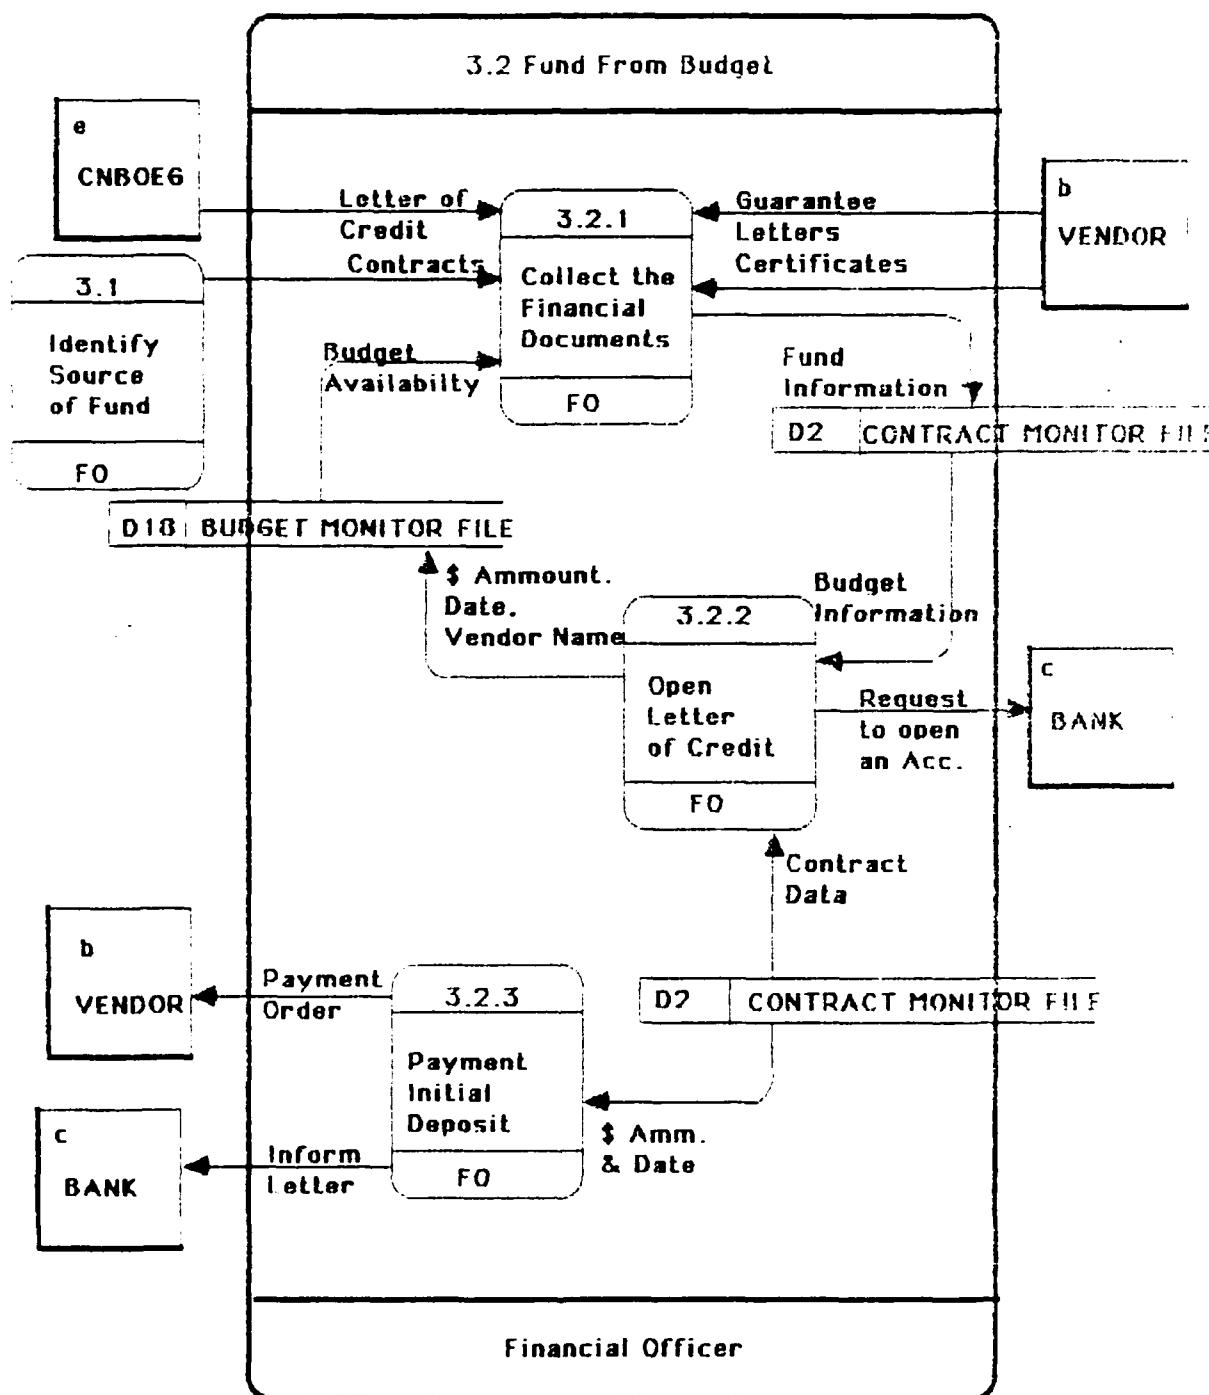 3.2 Fund From Budget
e
CNBOEG
Letter of
Credit
Contracts
3.2.1
Collect the
Financial
Documents
FO
Guarantee
Letters
Certificates
b
VENDOR
3.1
Identify
Source
of Fund
FO
Budget
Availabilty
Fund
Information
D2 CONTRACT MONITOR FILE
D18 BUDGET MONITOR FILE
$ Ammount.
Date.
Vendor Name
3.2.2
Open
Letter
of Credit
FO
Budget
Information
Request
to open
an Acc.
c
BANK
Contract
Data
b
VENDOR
Payment
Order
3.2.3
Payment
Initial
Deposit
FO
D2 CONTRACT MONITOR FILE
$ Amm.
& Date
c
BANK
Inform
Letter
Financial Officer